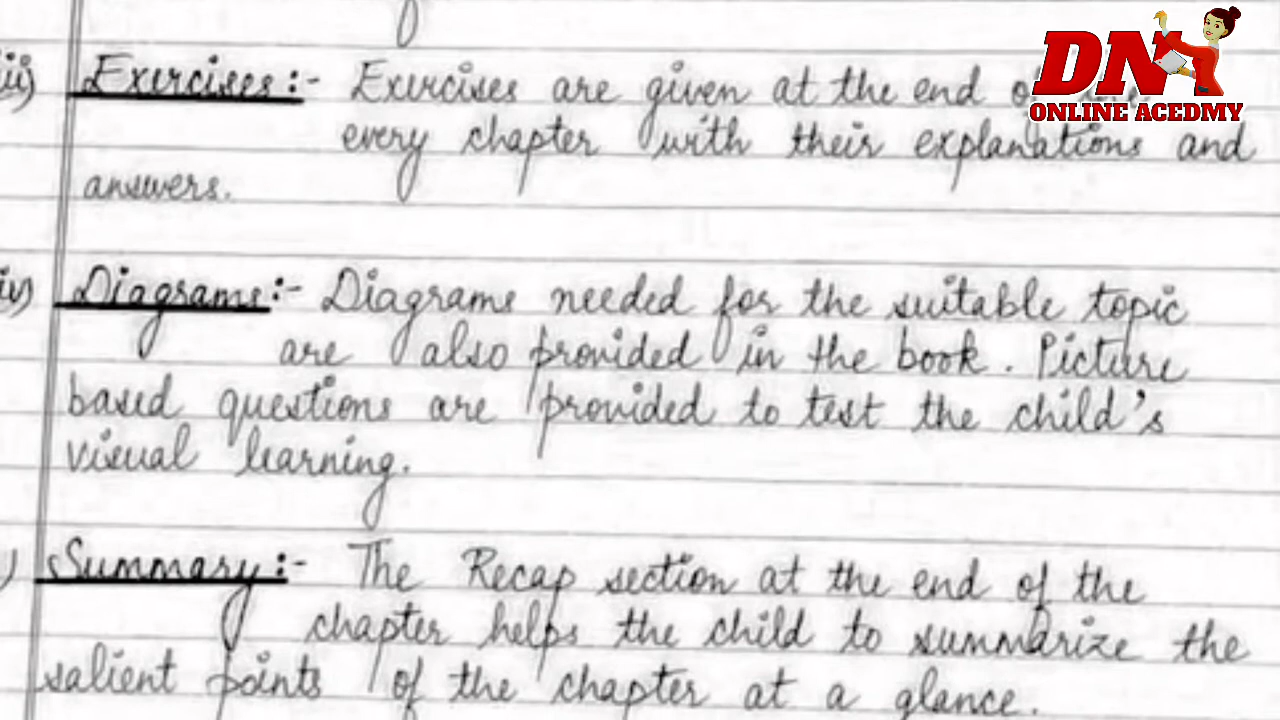 DN
ONLINE ACEDMY
iii) Exercises:- Exercises are given at the end of
every chapter with their explanations and
answers.
iv) Diagrams:- Diagrams needed for the suitable topic
are also provided in the book. Picture
based questions are provided to test the child's
visual learning.
) Summary:- The Recap section at the end of the
chapter helps the child to summarize the
salient points of the chapter at a glance.